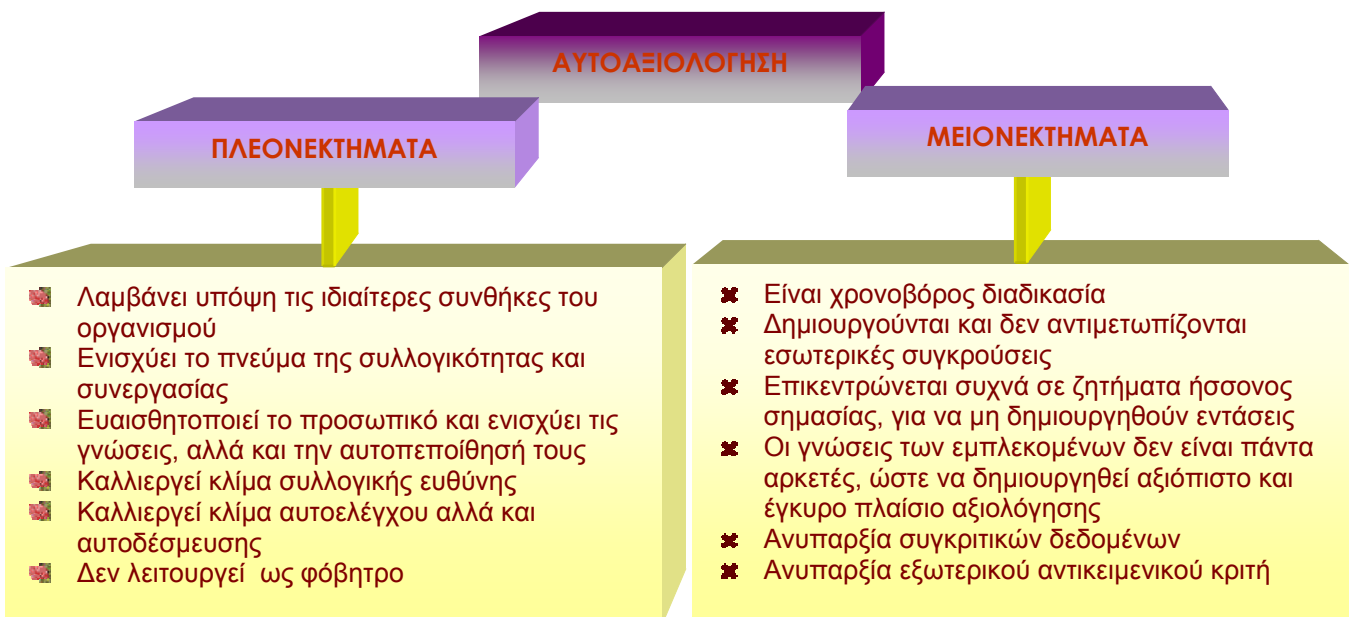 ΑΥΤΟΑΞΙΟΛΟΓΗΣΗ
ΠΛΕΟΝΕΚΤΗΜΑΤΑ
Λαμβάνει υπόψη τις ιδιαίτερες συνθήκες του
οργανισμού
Ενισχύει το πνεύμα της συλλογικότητας και
συνεργασίας
Ευαισθητοποιεί το προσωπικό και ενισχύει τις
γνώσεις, αλλά και την αυτοπεποίθησή τους
Καλλιεργεί κλίμα συλλογικής ευθύνης
Καλλιεργεί κλίμα αυτοελέγχου αλλά και
αυτοδέσμευσης
Δεν λειτουργεί ως φόβητρο
ΜΕΙΟΝΕΚΤΗΜΑΤΑ
Είναι χρονοβόρος διαδικασία
Δημιουργούνται και δεν αντιμετωπίζονται
εσωτερικές συγκρούσεις
Επικεντρώνεται συχνά σε ζητήματα ήσσονος
σημασίας, για να μη δημιουργηθούν εντάσεις
Οι γνώσεις των εμπλεκομένων δεν είναι πάντα
αρκετές, ώστε να δημιουργηθεί αξιόπιστο και
έγκυρο πλαίσιο αξιολόγησης
Ανυπαρξία συγκριτικών δεδομένων
Ανυπαρξία εξωτερικού αντικειμενικού κριτή